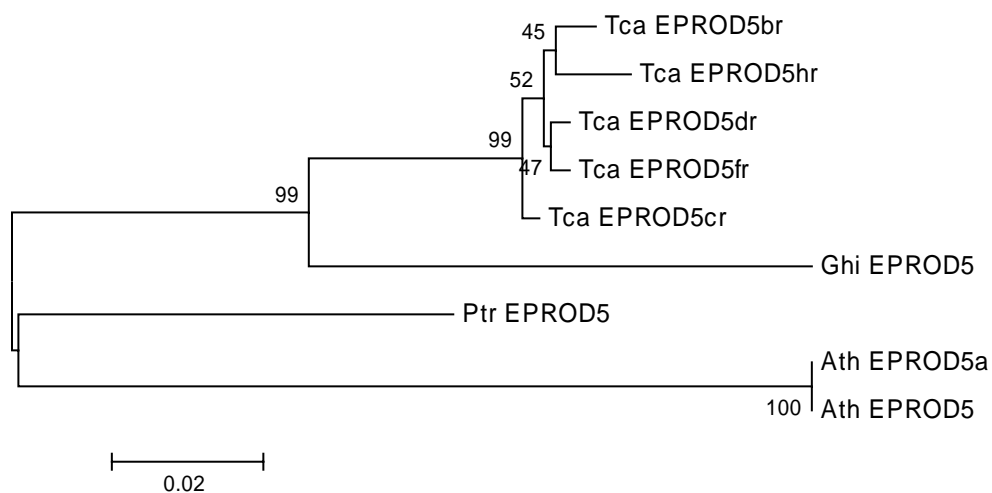 45
Tca EPROD5br
Tca EPROD5hr
52
Tca EPROD5dr
99
47
Tca EPROD5fr
99
Tca EPROD5cr
Ghi EPROD5
Ptr EPROD5
Ath EPROD5a
100
Ath EPROD5
0.02